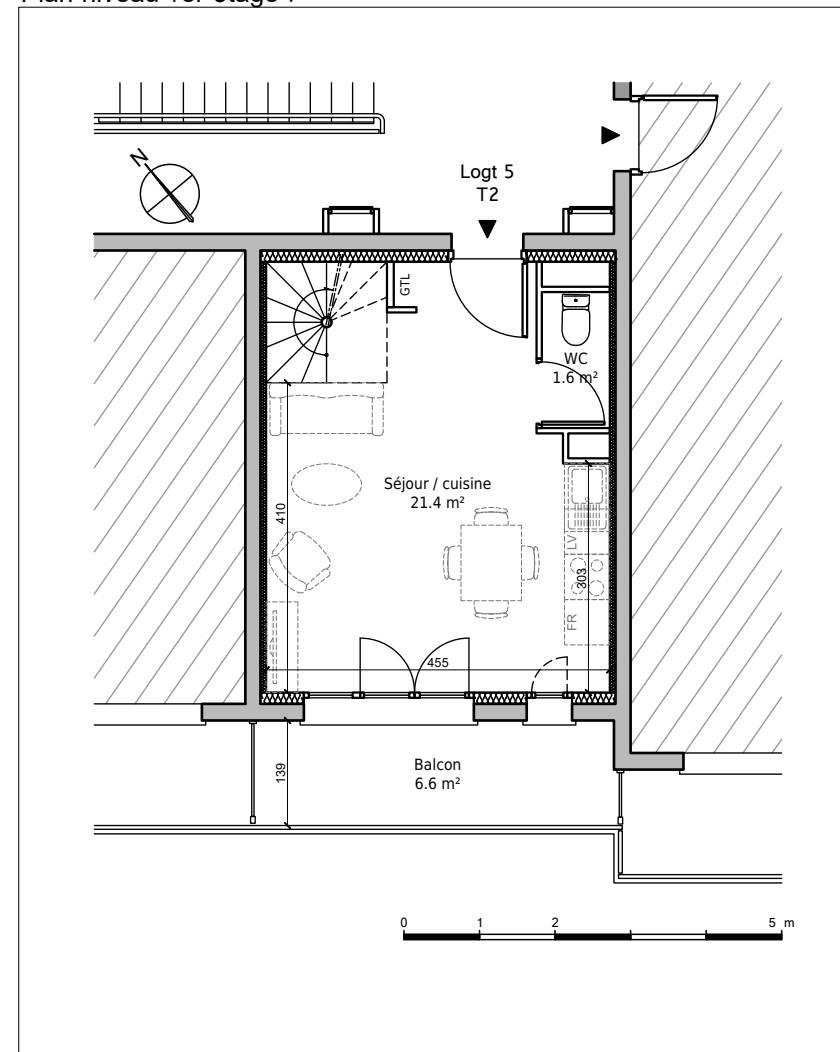 N
Logt 5
T2
GTL
WC
1.6 m²
Séjour / cuisine
21.4 m²
410
LV
303
FR
455
Balcon
6.6 m²
139
0 1 2 5 m